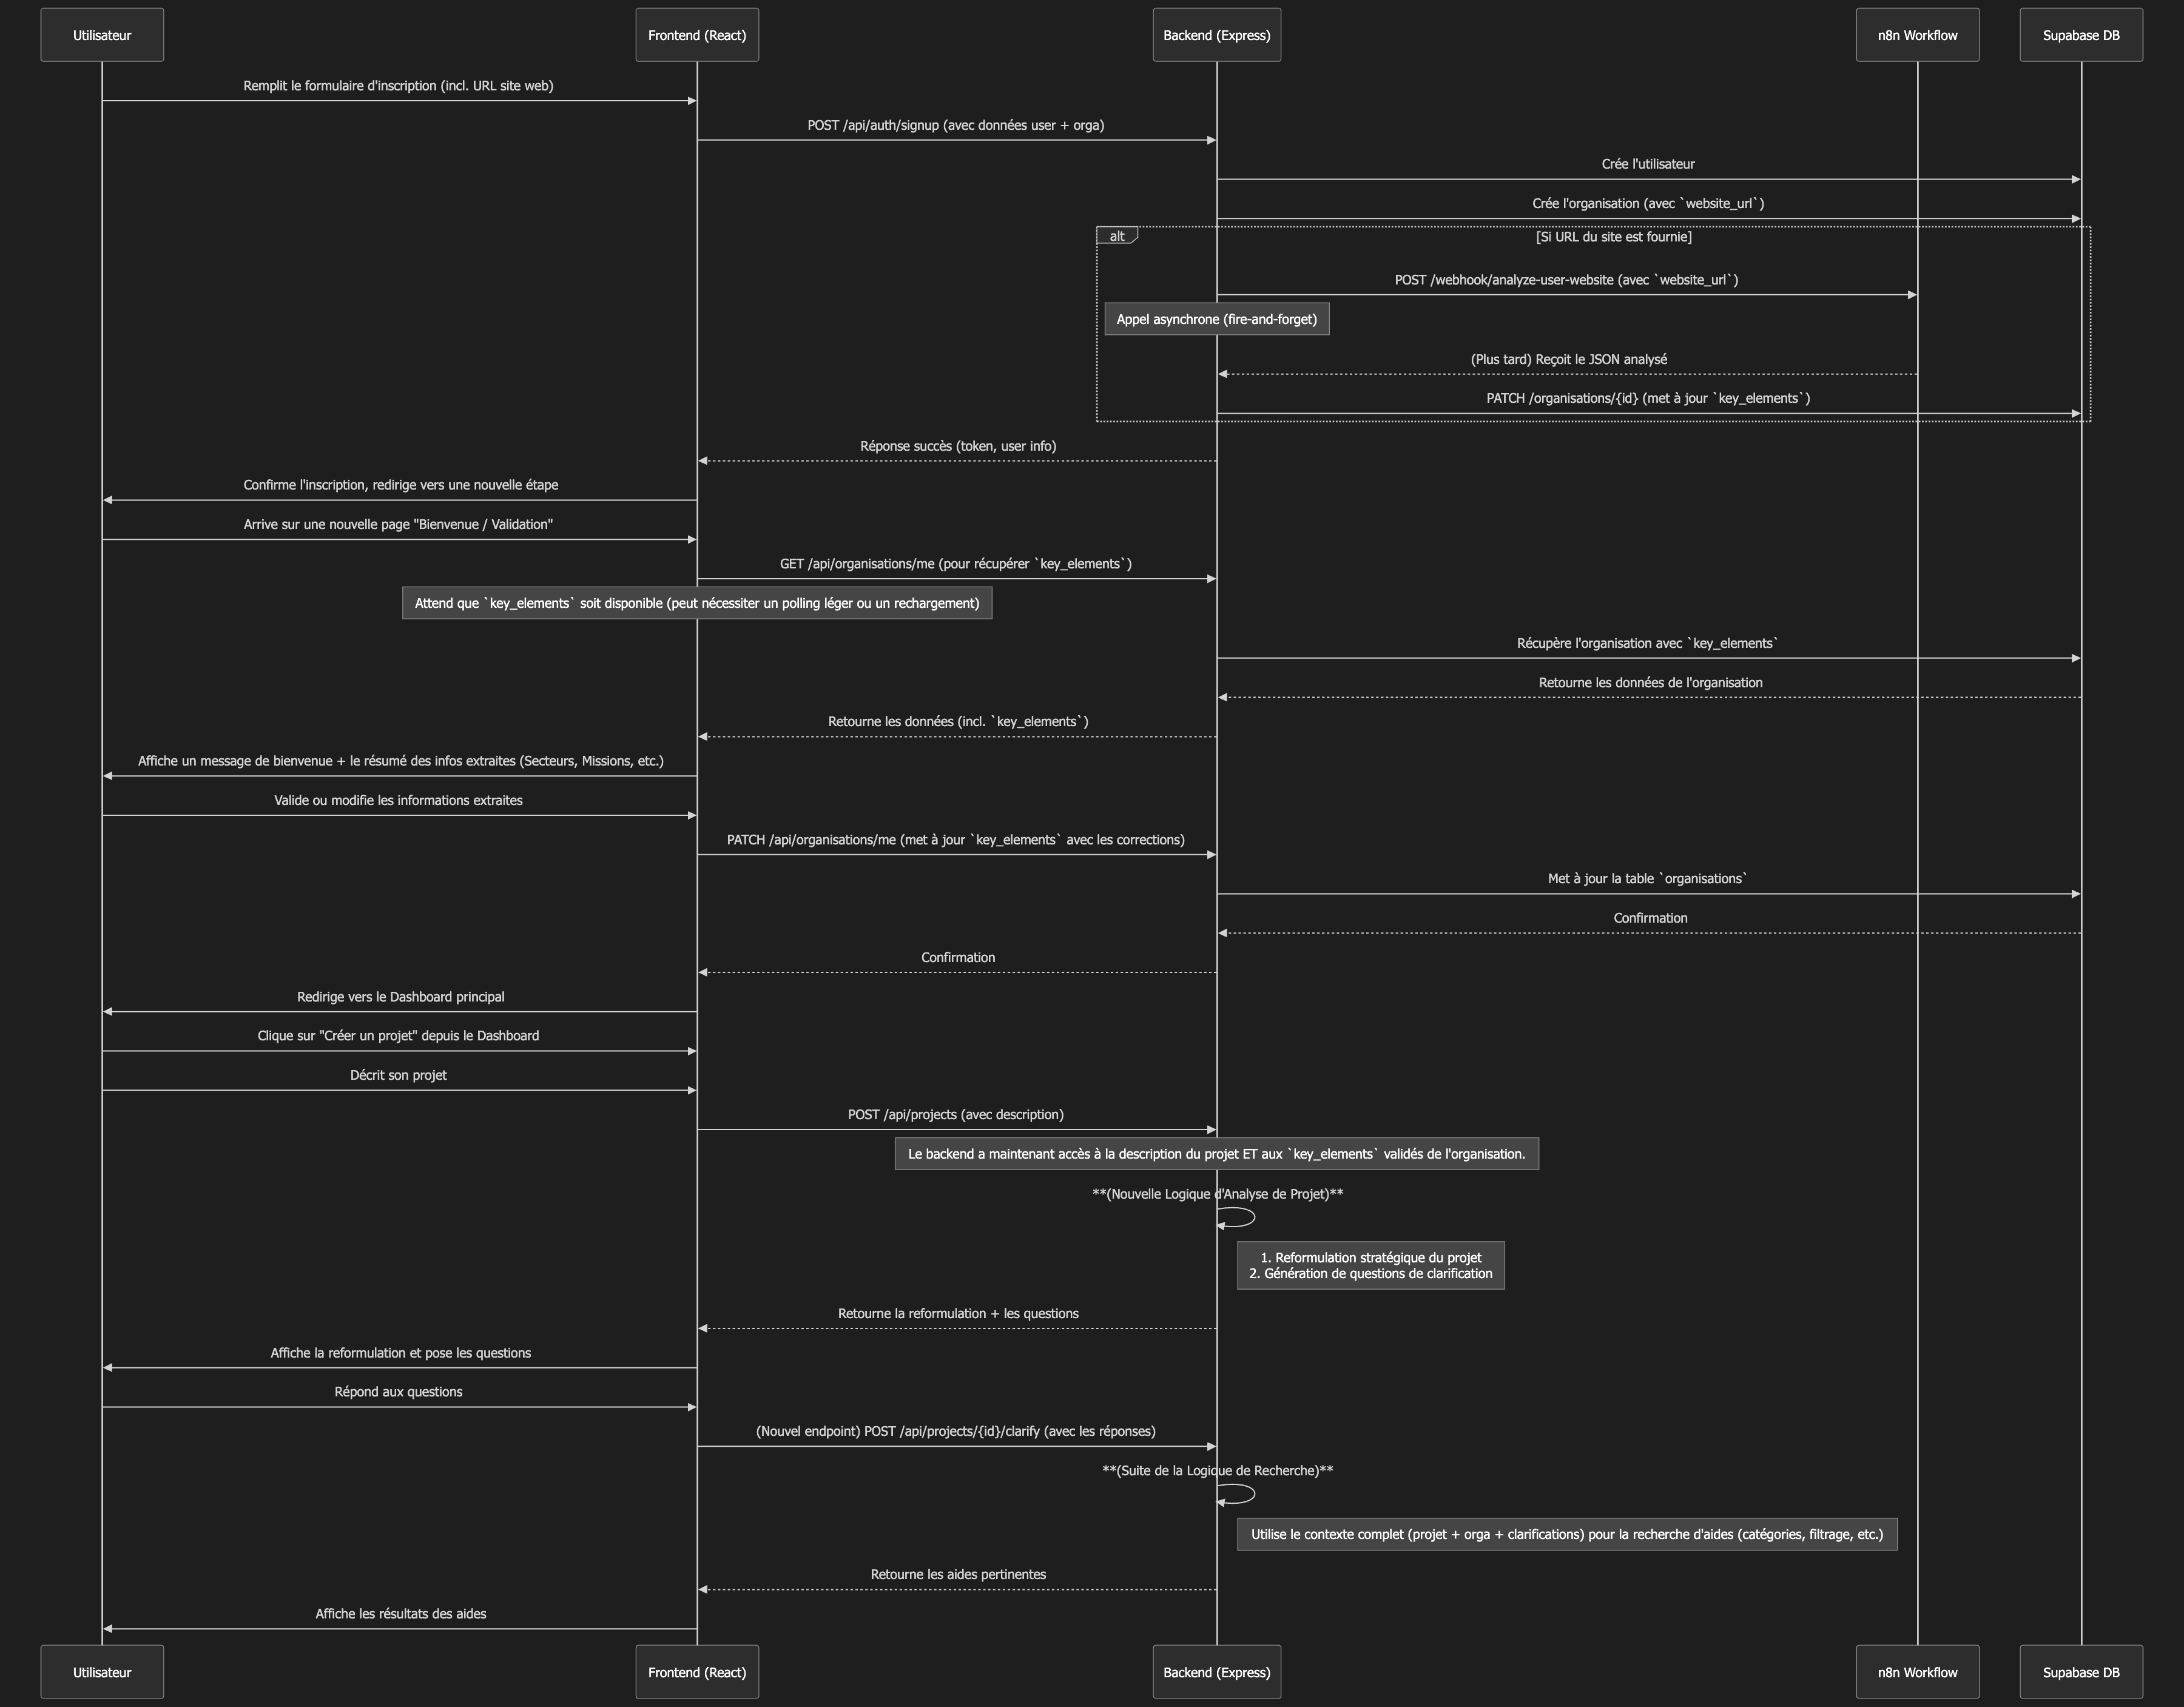 Utilisateur
Frontend (React)
Backend (Express)
n8n Workflow
Supabase DB
Remplit le formulaire d'inscription (incl. URL site web)
POST /api/auth/signup (avec données user + orga)
Crée l'utilisateur
Crée l'organisation (avec `website_url`)
alt
[Si URL du site est fournie]
POST /webhook/analyze-user-website (avec `website_url`)
Appel asynchrone (fire-and-forget)
(Plus tard) Reçoit le JSON analysé
PATCH /organisations/{id} (met à jour `key_elements`)
Réponse succès (token, user info)
Confirme l'inscription, redirige vers une nouvelle étape
Arrive sur une nouvelle page "Bienvenue / Validation"
GET /api/organisations/me (pour récupérer `key_elements`)
Attend que `key_elements` soit disponible (peut nécessiter un polling léger ou un rechargement)
Récupère l'organisation avec `key_elements`
Retourne les données de l'organisation
Retourne les données (incl. `key_elements`)
Affiche un message de bienvenue + le résumé des infos extraites (Secteurs, Missions, etc.)
Valide ou modifie les informations extraites
PATCH /api/organisations/me (met à jour `key_elements` avec les corrections)
Met à jour la table `organisations`
Confirmation
Confirmation
Redirige vers le Dashboard principal
Clique sur "Créer un projet" depuis le Dashboard
Décrit son projet
POST /api/projects (avec description)
Le backend a maintenant accès à la description du projet ET aux `key_elements` validés de l'organisation.
**(Nouvelle Logique d'Analyse de Projet)**
1. Reformulation stratégique du projet
2. Génération de questions de clarification
Retourne la reformulation + les questions
Affiche la reformulation et pose les questions
Répond aux questions
(Nouvel endpoint) POST /api/projects/{id}/clarify (avec les réponses)
**(Suite de la Logique de Recherche)**
Utilise le contexte complet (projet + orga + clarifications) pour la recherche d'aides (catégories, filtrage, etc.)
Retourne les aides pertinentes
Affiche les résultats des aides
Utilisateur
Frontend (React)
Backend (Express)
n8n Workflow
Supabase DB